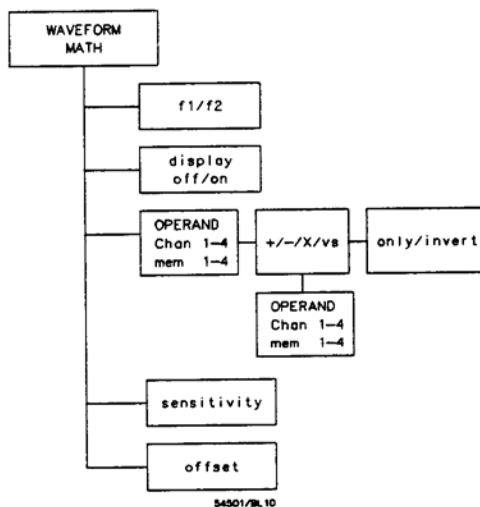 WAVEFORM
MATH
f1/f2
display
off/on
OPERAND
Chan 1-4
mem 1-4
+/-/X/vs
only/invert
OPERAND
Chan 1-4
mem 1-4
sensitivity
offset
54501/BL10